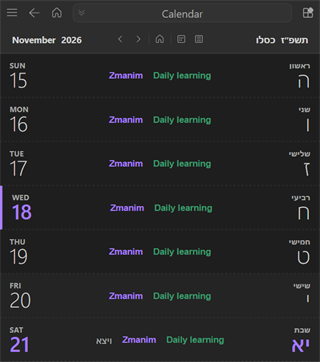 Calendar
November 2026 תשפ״ז כסלו
SUN ראשון
15 Zmanim Daily learning ה
MON שני
16 Zmanim Daily learning ו
TUE שלישי
17 Zmanim Daily learning ז
WED רביעי
18 Zmanim Daily learning ח
THU חמישי
19 Zmanim Daily learning ט
FRI שישי
20 Zmanim Daily learning י
SAT שבת
21 ויצא Zmanim Daily learning יא